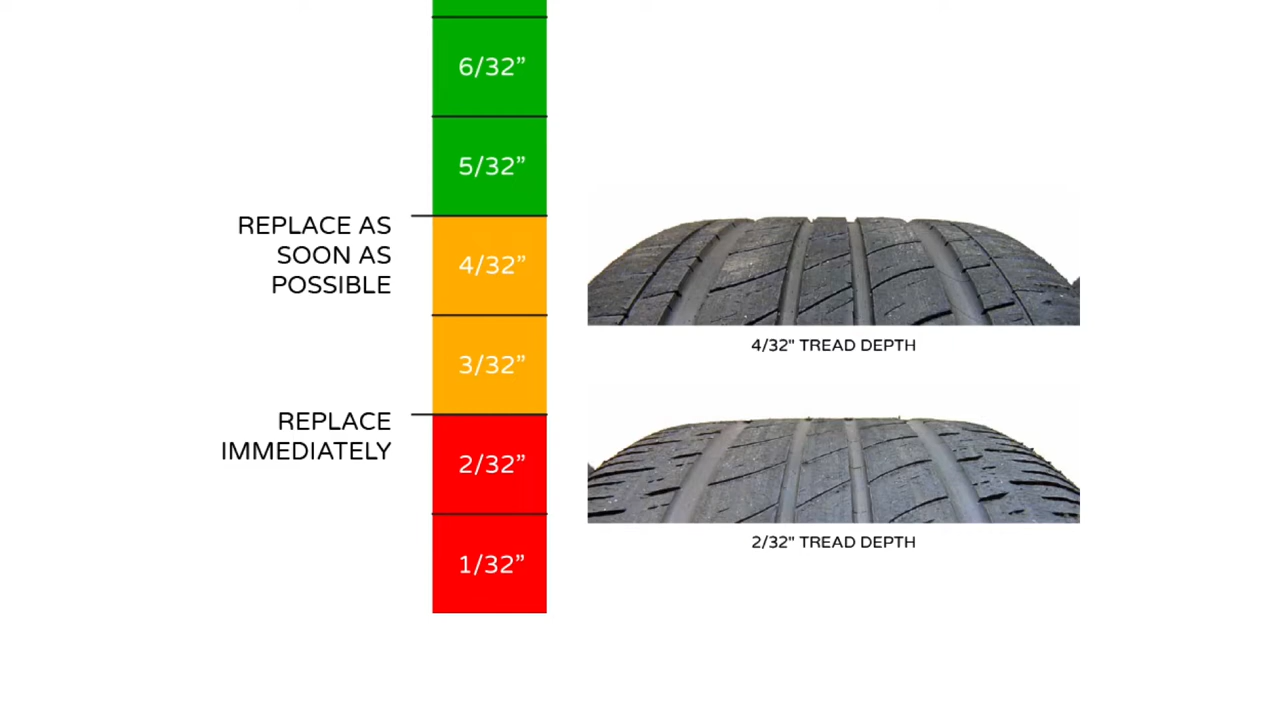 6/32”
5/32”
REPLACE AS
SOON AS
POSSIBLE
4/32”
4/32" TREAD DEPTH
3/32”
REPLACE
IMMEDIATELY
2/32”
2/32" TREAD DEPTH
1/32”